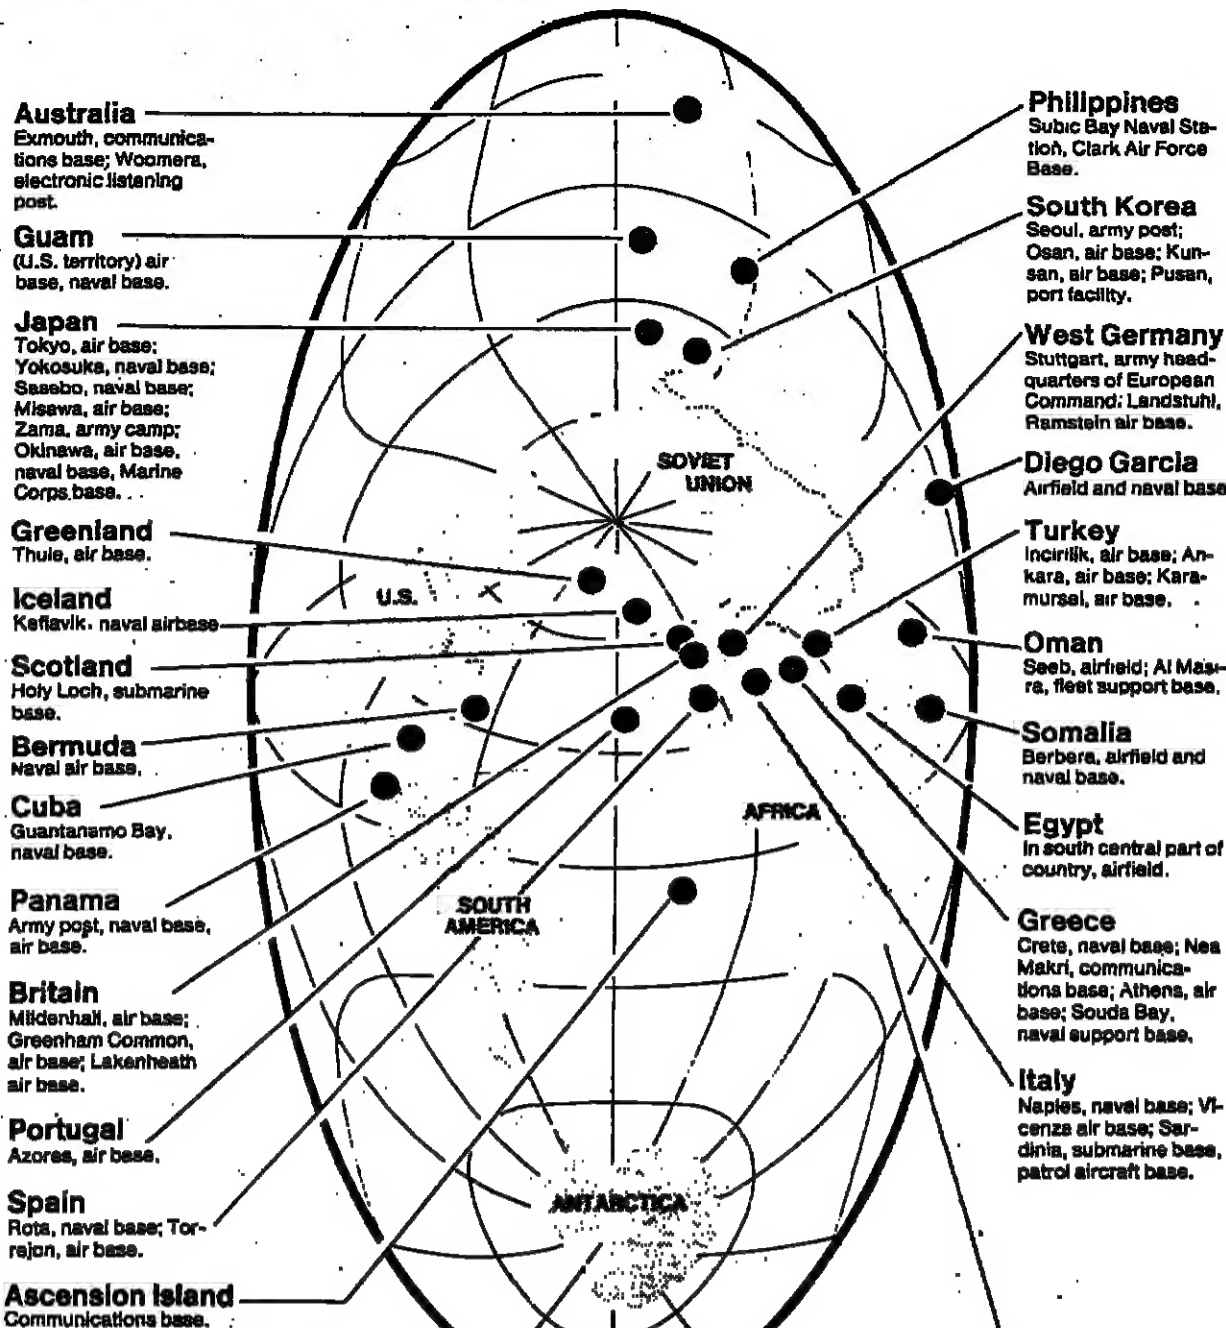 Australia
Exmouth, communica-
tions base; Woomera,
electronic listening
post.
Guam
(U.S. territory) air
base, naval base.
Japan
Tokyo, air base;
Yokosuka, naval base;
Sasebo, naval base;
Misawa, air base;
Zama, army camp;
Okinawa, air base,
naval base, Marine
Corps base.
Greenland
Thule, air base.
Iceland
Keflavik, naval airbase
Scotland
Holy Loch, submarine
base.
Bermuda
Naval air base.
Cuba
Guantanamo Bay,
naval base.
Panama
Army post, naval base,
air base.
Britain
Mildenhall, air base;
Greenham Common,
air base; Lakenheath
air base.
Portugal
Azores, air base.
Spain
Rota, naval base; Tor-
rejon, air base.
Ascension Island
Communications base.
SOVIET
UNION
U.S.
AFRICA
SOUTH
AMERICA
ANTARCTICA
Philippines
Subic Bay Naval Sta-
tion, Clark Air Force
Base.
South Korea
Seoul, army post;
Osan, air base; Kun-
san, air base; Pusan,
port facility.
West Germany
Stuttgart, army head-
quarters of European
Command; Landstuhl,
Ramstein air base.
Diego Garcia
Airfield and naval base
Turkey
Incirlik, air base; An-
kara, air base; Kara-
mursel, air base.
Oman
Seeb, airfield; Al Masi-
ra, fleet support base.
Somalia
Berbera, airfield and
naval base.
Egypt
In south central part of
country, airfield.
Greece
Crete, naval base; Nea
Makri, communica-
tions base; Athens, air
base; Souda Bay,
naval support base.
Italy
Naples, naval base; Vi-
cenza air base; Sar-
dinia, submarine base,
patrol aircraft base.